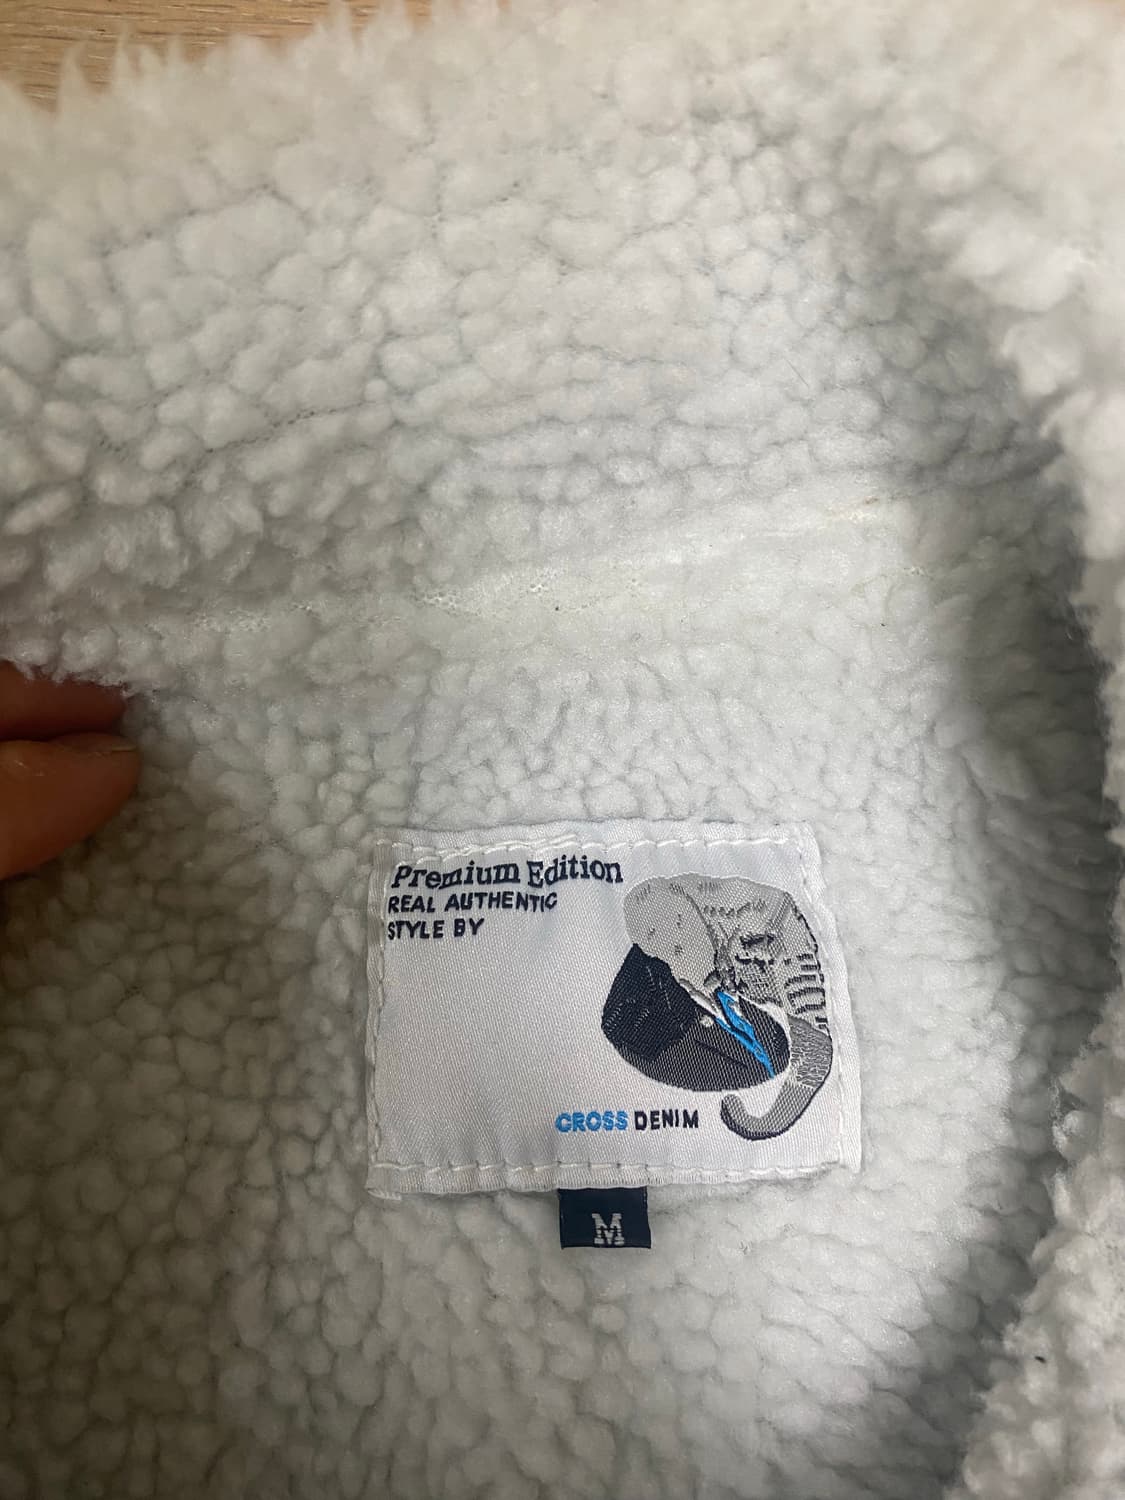 Premium Edition
REAL AUTHENTIC
STYLE BY
CROSS DENIM
M